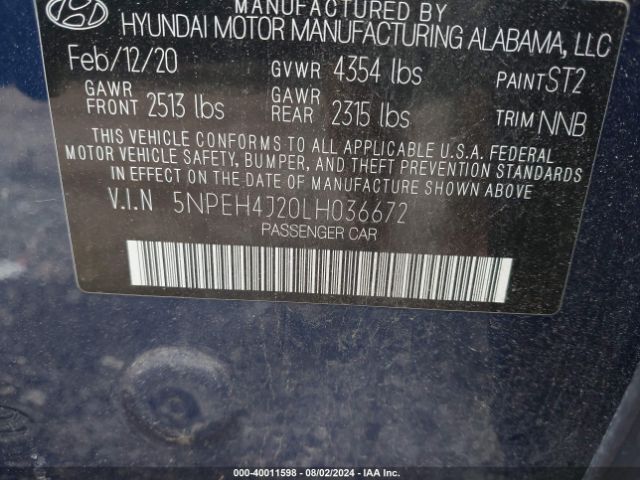 MANUFACTURED BY
HYUNDAI MOTOR MANUFACTURING ALABAMA, LLC
Feb/12/20 GVWR 4354 lbs PAINT ST2
GAWR FRONT 2513 lbs GAWR REAR 2315 lbs TRIM NNB
THIS VEHICLE CONFORMS TO ALL APPLICABLE U.S.A. FEDERAL
MOTOR VEHICLE SAFETY, BUMPER, AND THEFT PREVENTION STANDARDS
IN EFFECT ON THE DATE OF MANUFACTURE SHOWN ABOVE
V.I.N 5NPEH4J20LH036672
PASSENGER CAR
000-40011598 - 08/02/2024 - IAA Inc.